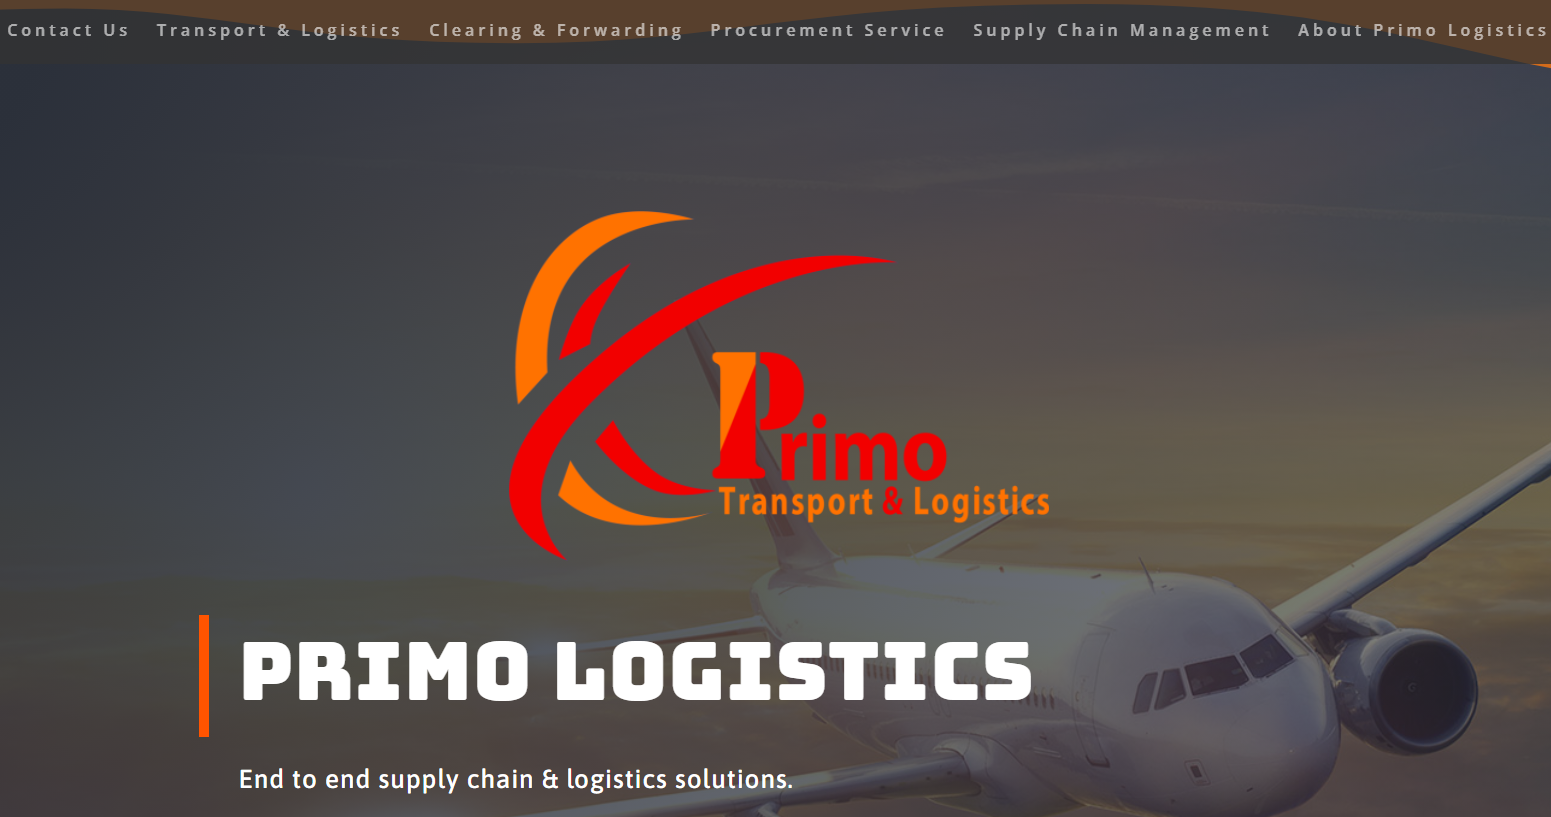 Contact Us Transport & Logistics Clearing & Forwarding Procurement Service Supply Chain Management About Primo Logistics
Primo
Transport & Logistics
PRIMO LOGISTICS
End to end supply chain & logistics solutions.